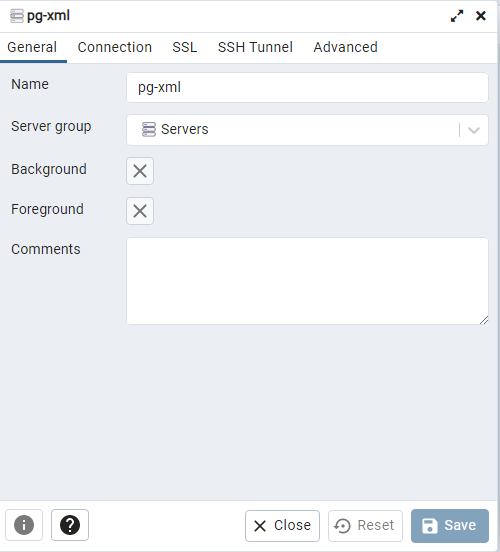 pg-xml
General Connection SSL SSH Tunnel Advanced
Name pg-xml
Server group Servers
Background
Foreground
Comments
Close Reset Save